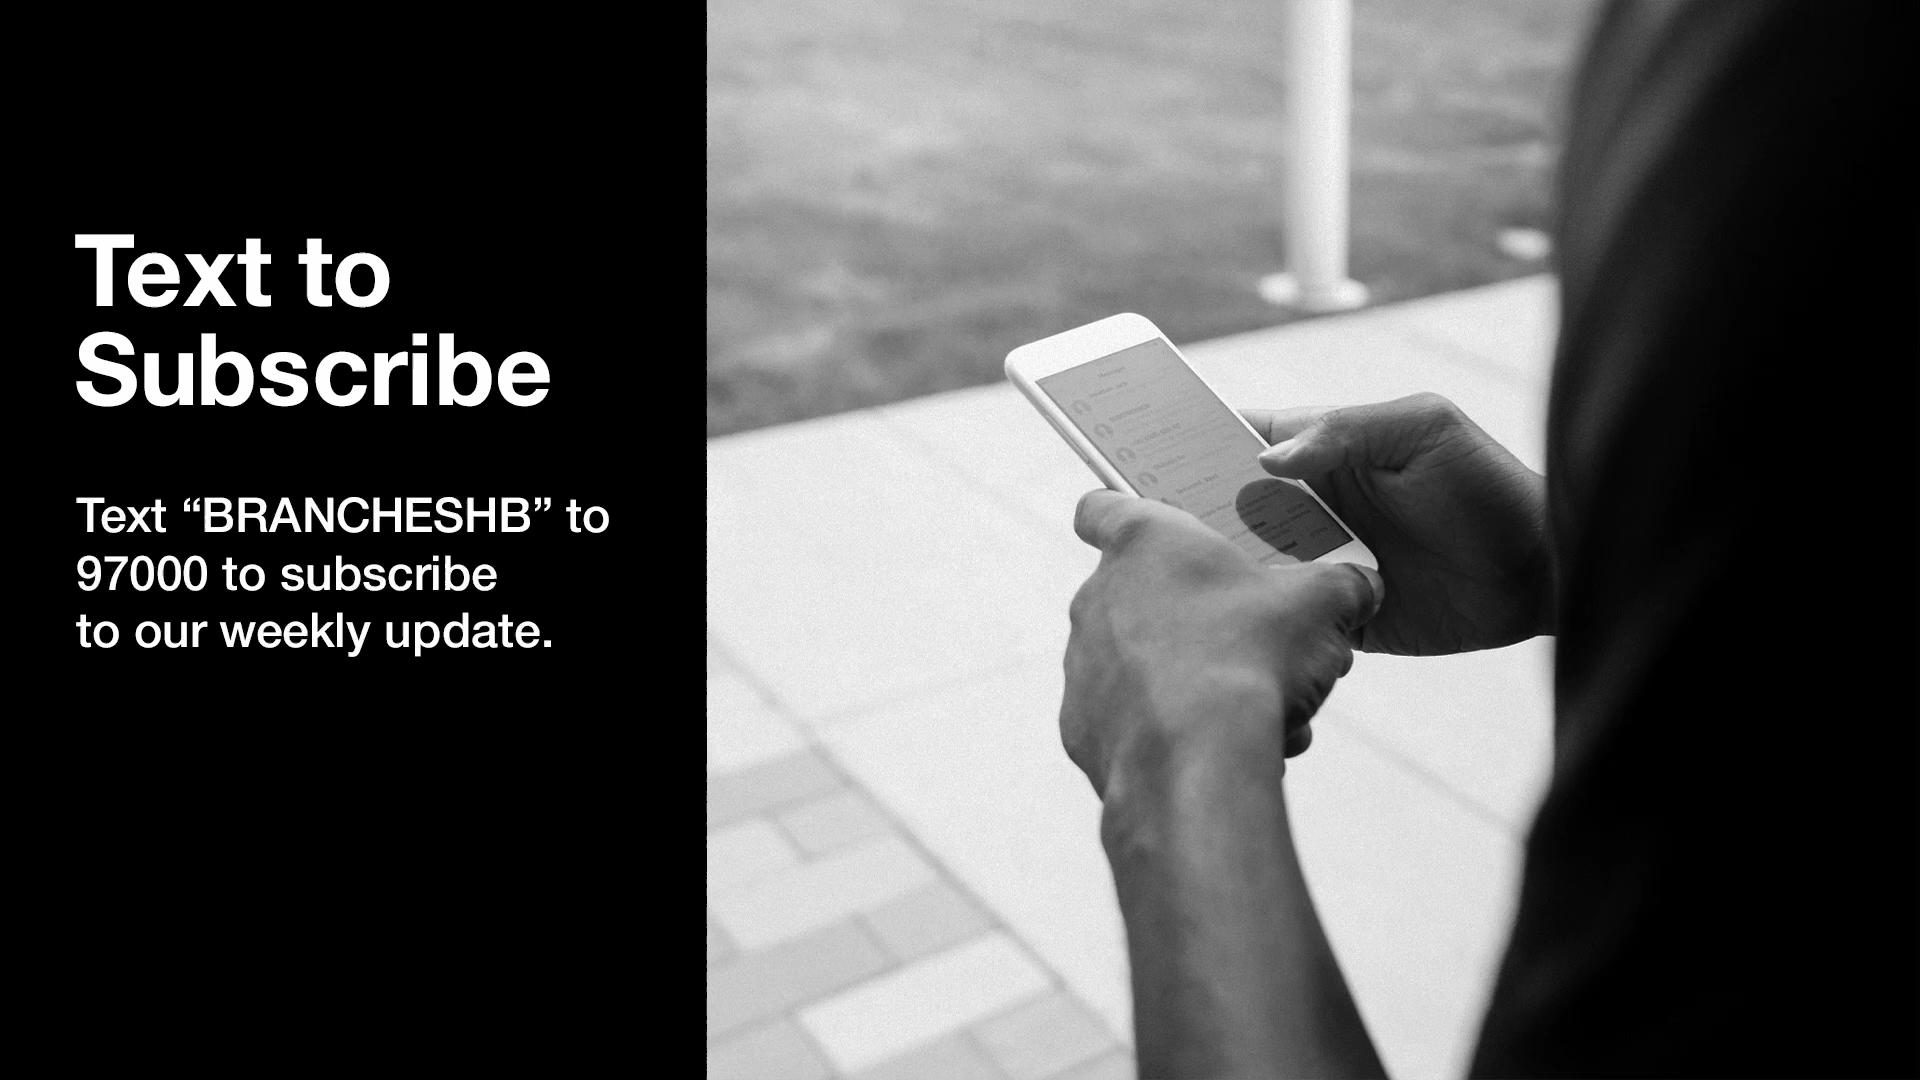 Text to
Subscribe
Text “BRANCHESHB” to
97000 to subscribe
to our weekly update.